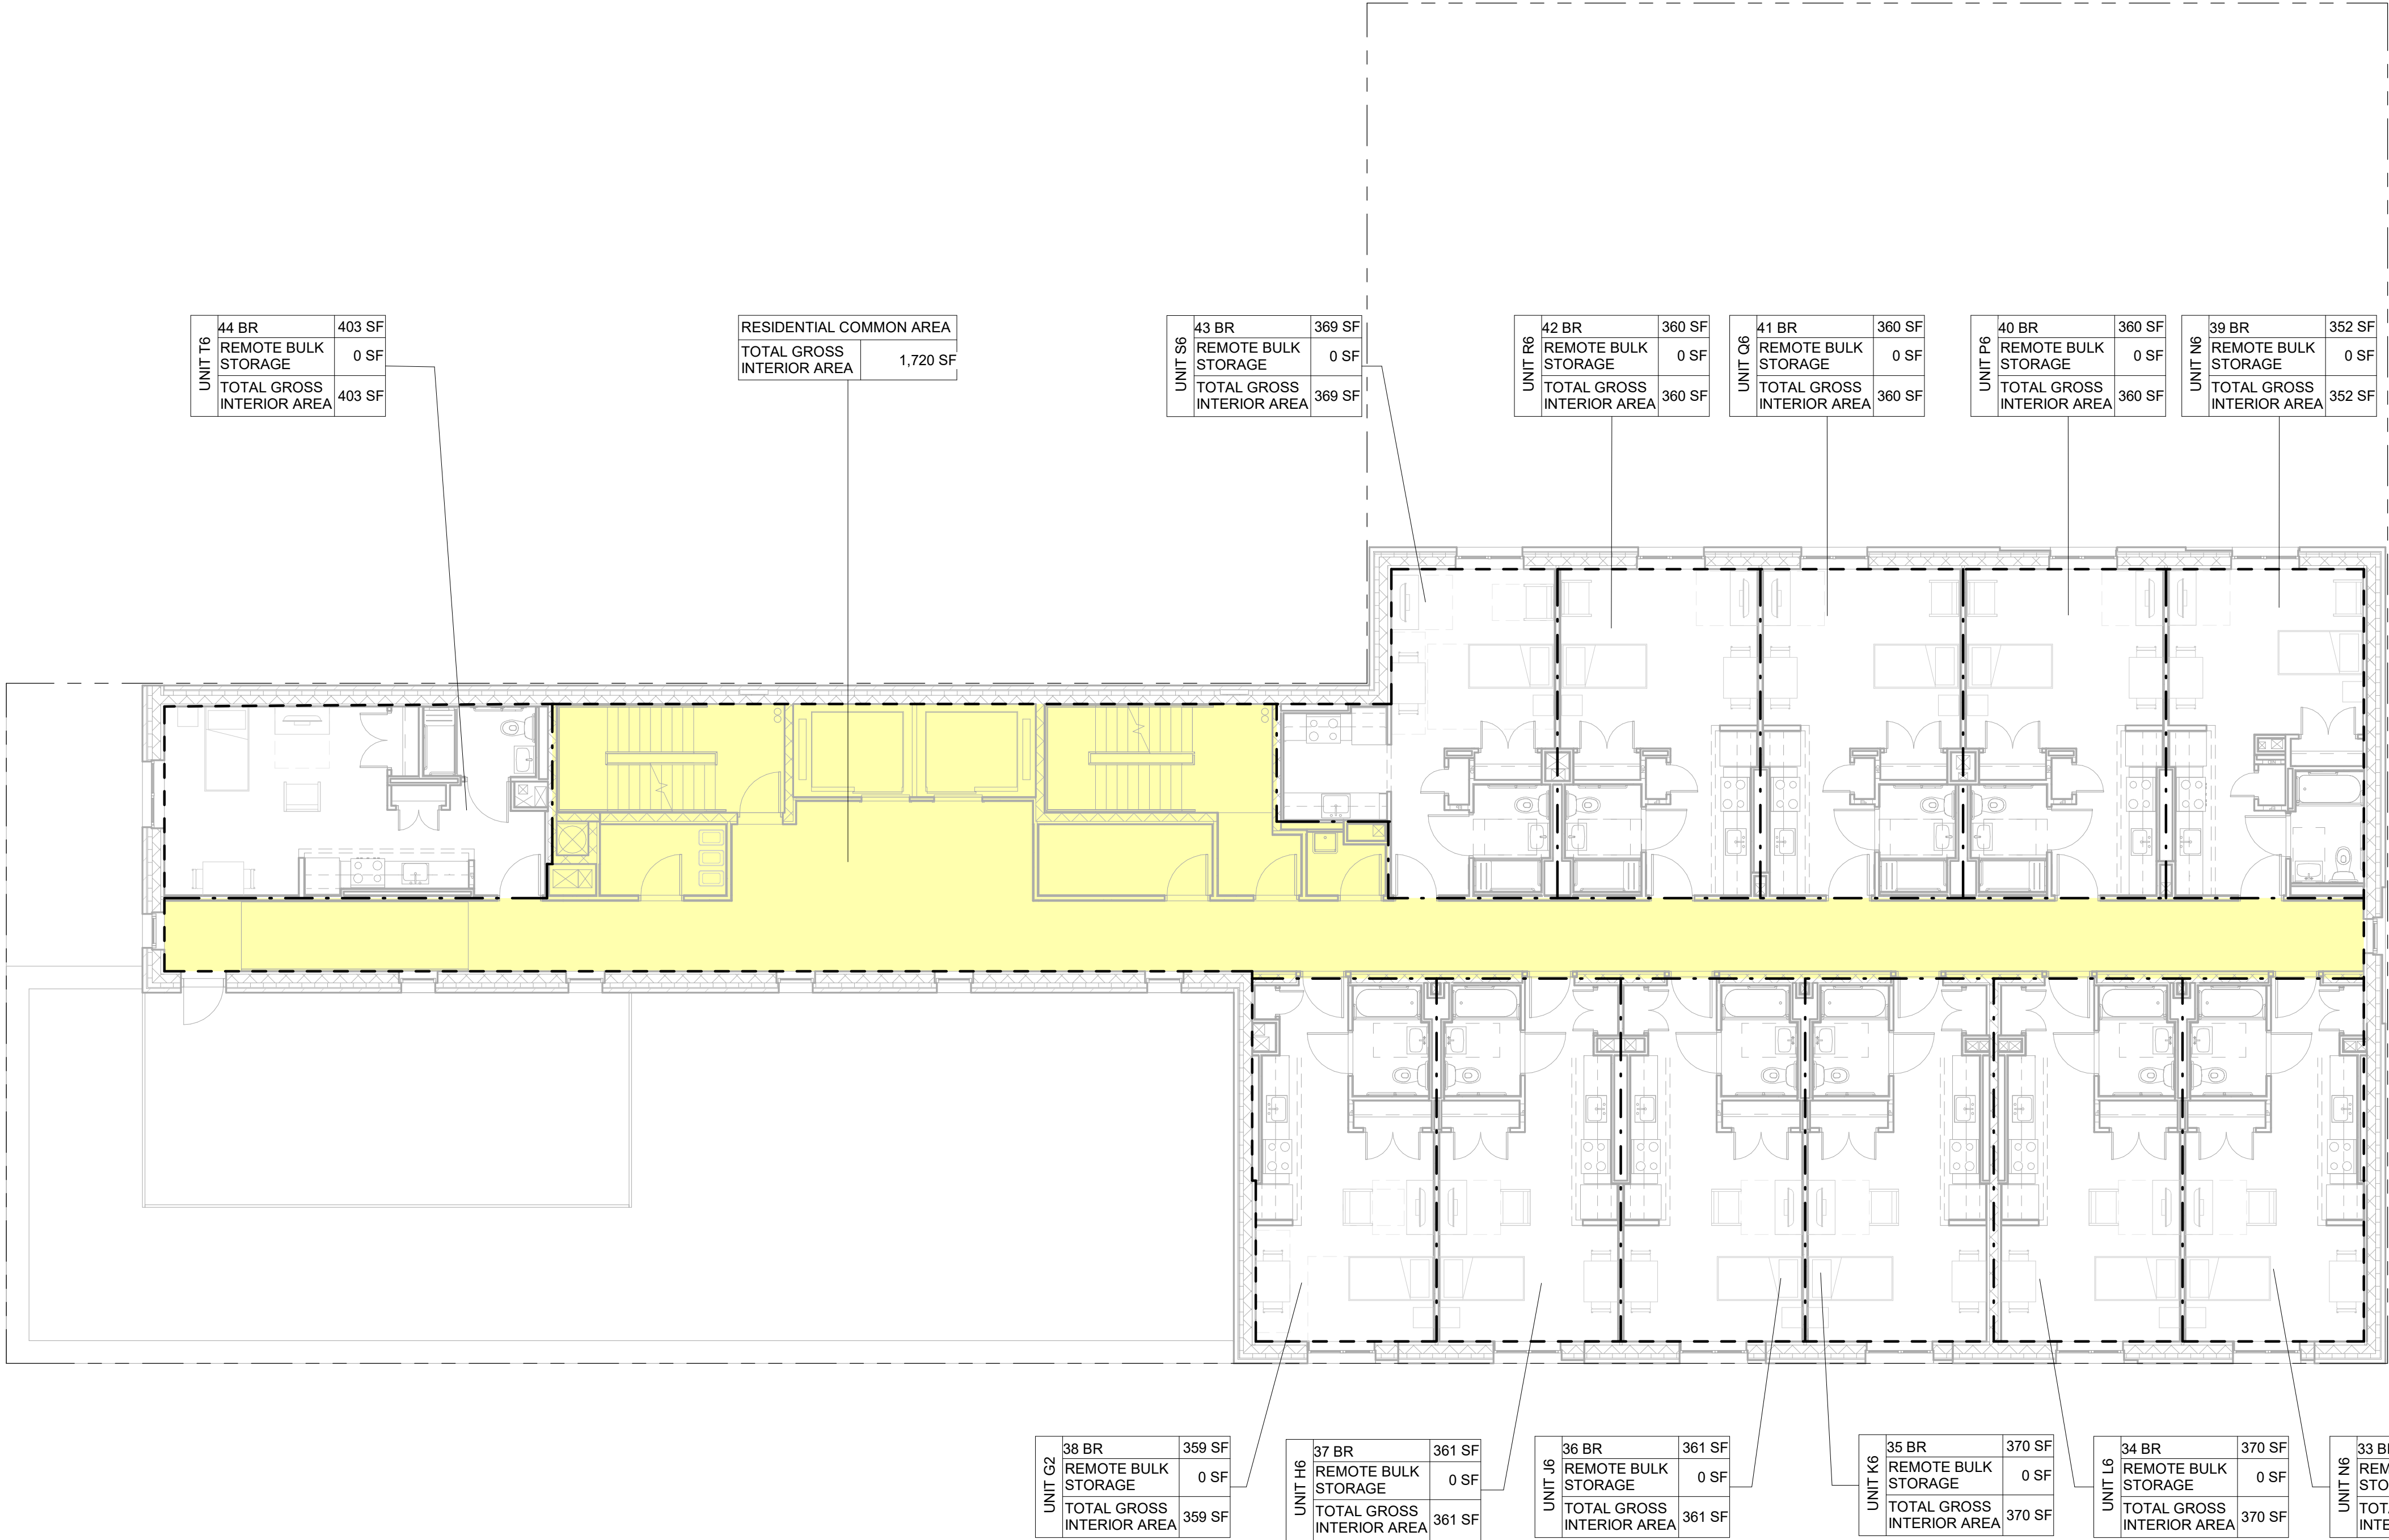 UNIT T6
44 BR 403 SF
REMOTE BULK
STORAGE 0 SF
TOTAL GROSS
INTERIOR AREA 403 SF
RESIDENTIAL COMMON AREA
TOTAL GROSS
INTERIOR AREA 1,720 SF
UNIT S6
43 BR 369 SF
REMOTE BULK
STORAGE 0 SF
TOTAL GROSS
INTERIOR AREA 369 SF
UNIT R6
42 BR 360 SF
REMOTE BULK
STORAGE 0 SF
TOTAL GROSS
INTERIOR AREA 360 SF
UNIT Q6
41 BR 360 SF
REMOTE BULK
STORAGE 0 SF
TOTAL GROSS
INTERIOR AREA 360 SF
UNIT P6
40 BR 360 SF
REMOTE BULK
STORAGE 0 SF
TOTAL GROSS
INTERIOR AREA 360 SF
UNIT N6
39 BR 352 SF
REMOTE BULK
STORAGE 0 SF
TOTAL GROSS
INTERIOR AREA 352 SF
UNIT G2
38 BR 359 SF
REMOTE BULK
STORAGE 0 SF
TOTAL GROSS
INTERIOR AREA 359 SF
UNIT H6
37 BR 361 SF
REMOTE BULK
STORAGE 0 SF
TOTAL GROSS
INTERIOR AREA 361 SF
UNIT J6
36 BR 361 SF
REMOTE BULK
STORAGE 0 SF
TOTAL GROSS
INTERIOR AREA 361 SF
UNIT K6
35 BR 370 SF
REMOTE BULK
STORAGE 0 SF
TOTAL GROSS
INTERIOR AREA 370 SF
UNIT L6
34 BR 370 SF
REMOTE BULK
STORAGE 0 SF
TOTAL GROSS
INTERIOR AREA 370 SF
UNIT N6
33